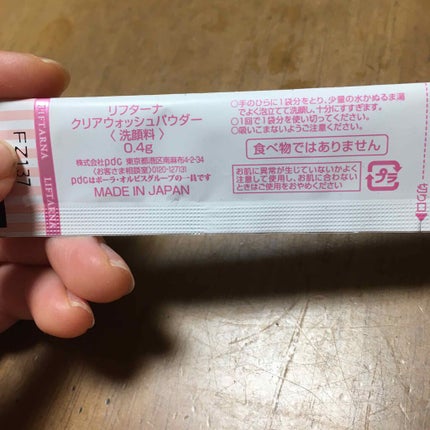 LIFTARNA
LIFTARNA
FZ137
リフターナ
クリアウォッシュパウダー
〈洗顔料〉
0.4g
株式会社pdc 東京都港区南麻布4-2-34
〈お客さま相談室〉0120-127131
pdcはポーラ・オルビスグループの一員です
MADE IN JAPAN
○手のひらに1袋分をとり、少量の水かぬるま湯
でよく泡立てて洗顔し、十分にすすぎます。
○1回で1袋分を使い切ってください。
○吸いこまないようご注意ください。
食べ物ではありません
お肌に異常が生じていないかよく
注意して使用し、お肌に合わない
ときはご使用をおやめください
プラ
切り口